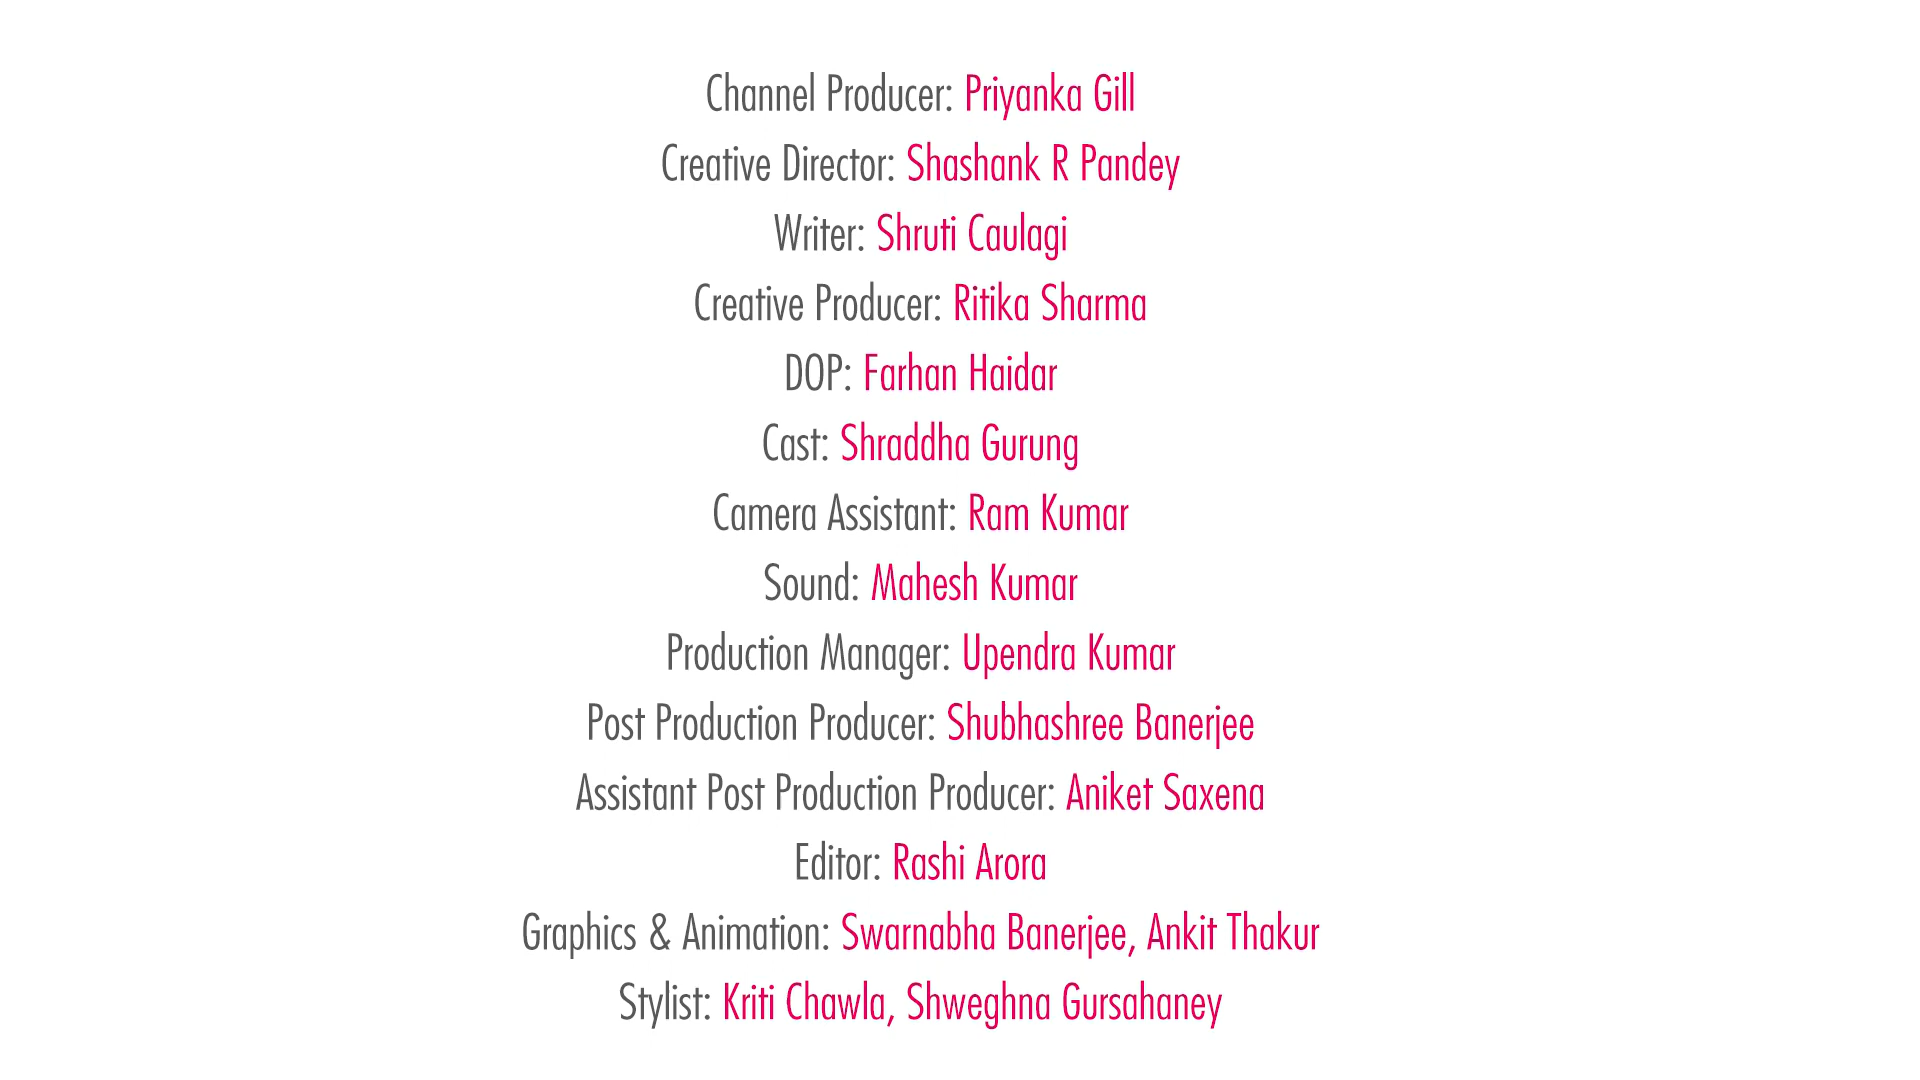 Channel Producer: Priyanka Gill
Creative Director: Shashank R Pandey
Writer: Shruti Caulagi
Creative Producer: Ritika Sharma
DOP: Farhan Haidar
Cast: Shraddha Gurung
Camera Assistant: Ram Kumar
Sound: Mahesh Kumar
Production Manager: Upendra Kumar
Post Production Producer: Shubhashree Banerjee
Assistant Post Production Producer: Aniket Saxena
Editor: Rashi Arora
Graphics & Animation: Swarnabha Banerjee, Ankit Thakur
Stylist: Kriti Chawla, Shweghna Gursahaney